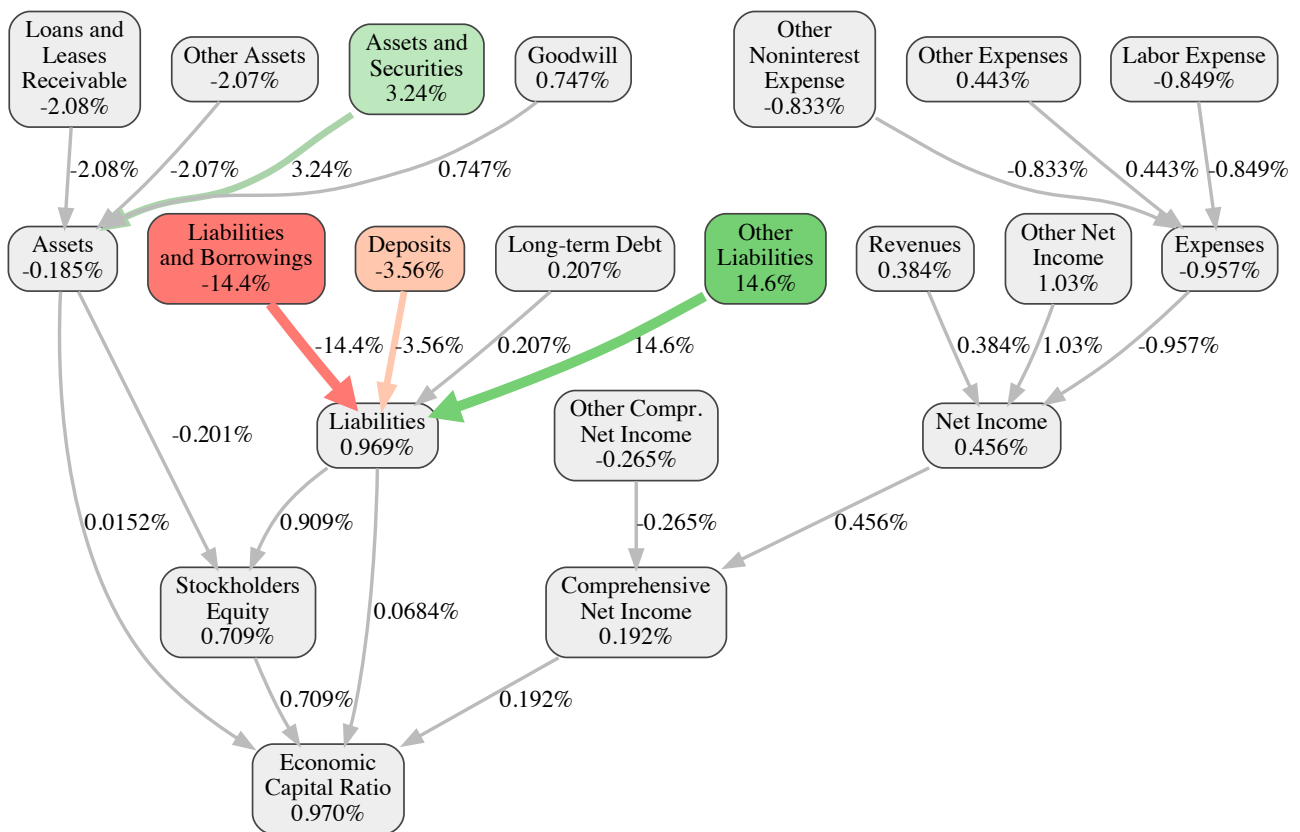 Loans and
Leases
Receivable
-2.08%
Other Assets
-2.07%
Assets and
Securities
3.24%
Goodwill
0.747%
Other
Noninterest
Expense
-0.833%
Other Expenses
0.443%
Labor Expense
-0.849%
-2.08%
-2.07%
3.24%
0.747%
-0.833%
0.443%
-0.849%
Assets
-0.185%
Liabilities
and Borrowings
-14.4%
Deposits
-3.56%
Long-term Debt
0.207%
Other
Liabilities
14.6%
Revenues
0.384%
Other Net
Income
1.03%
Expenses
-0.957%
-14.4%
-3.56%
0.207%
14.6%
0.384%
1.03%
-0.957%
-0.201%
Liabilities
0.969%
Other Compr.
Net Income
-0.265%
Net Income
0.456%
0.0152%
0.909%
-0.265%
0.456%
Stockholders
Equity
0.709%
0.0684%
Comprehensive
Net Income
0.192%
0.709%
0.192%
Economic
Capital Ratio
0.970%